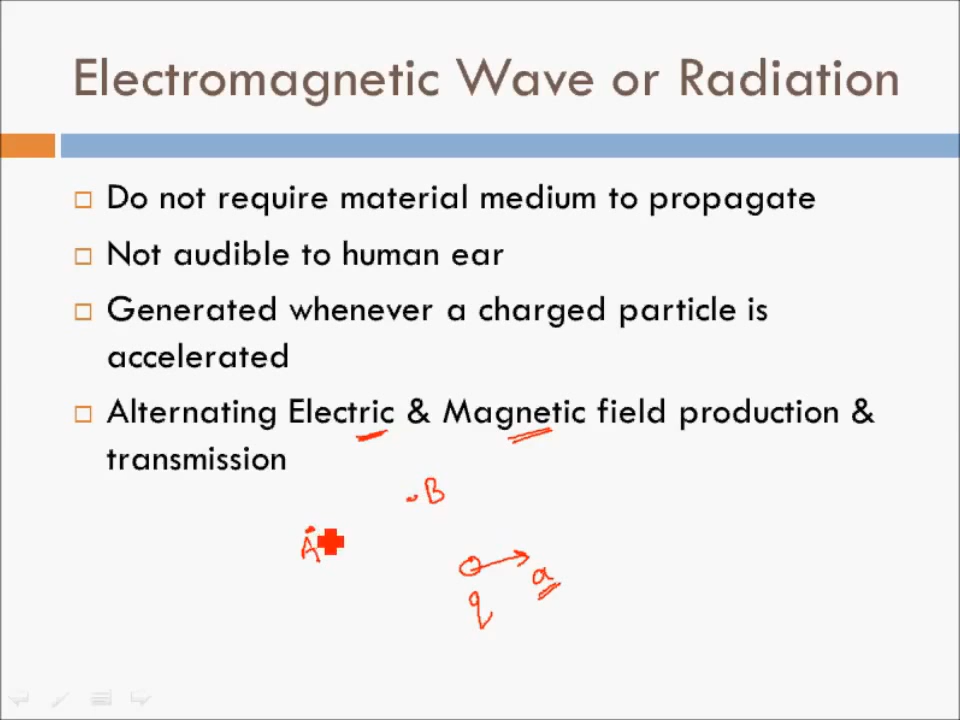 Electromagnetic Wave or Radiation
Do not require material medium to propagate
Not audible to human ear
Generated whenever a charged particle is
accelerated
Alternating Electric & Magnetic field production &
transmission
B
A
a
q